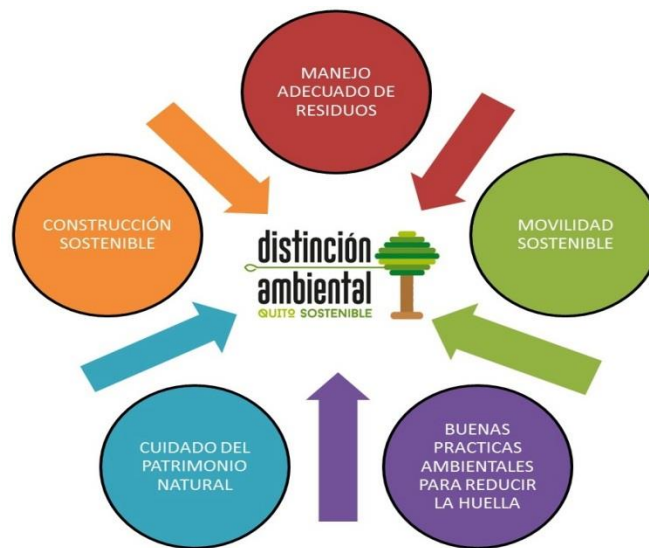 MANEJO
ADECUADO DE
RESIDUOS
CONSTRUCCIÓN
SOSTENIBLE
MOVILIDAD
SOSTENIBLE
distinción
ambiental
QUITO SOSTENIBLE
CUIDADO DEL
PATRIMONIO
NATURAL
BUENAS
PRACTICAS
AMBIENTALES
PARA REDUCIR
LA HUELLA